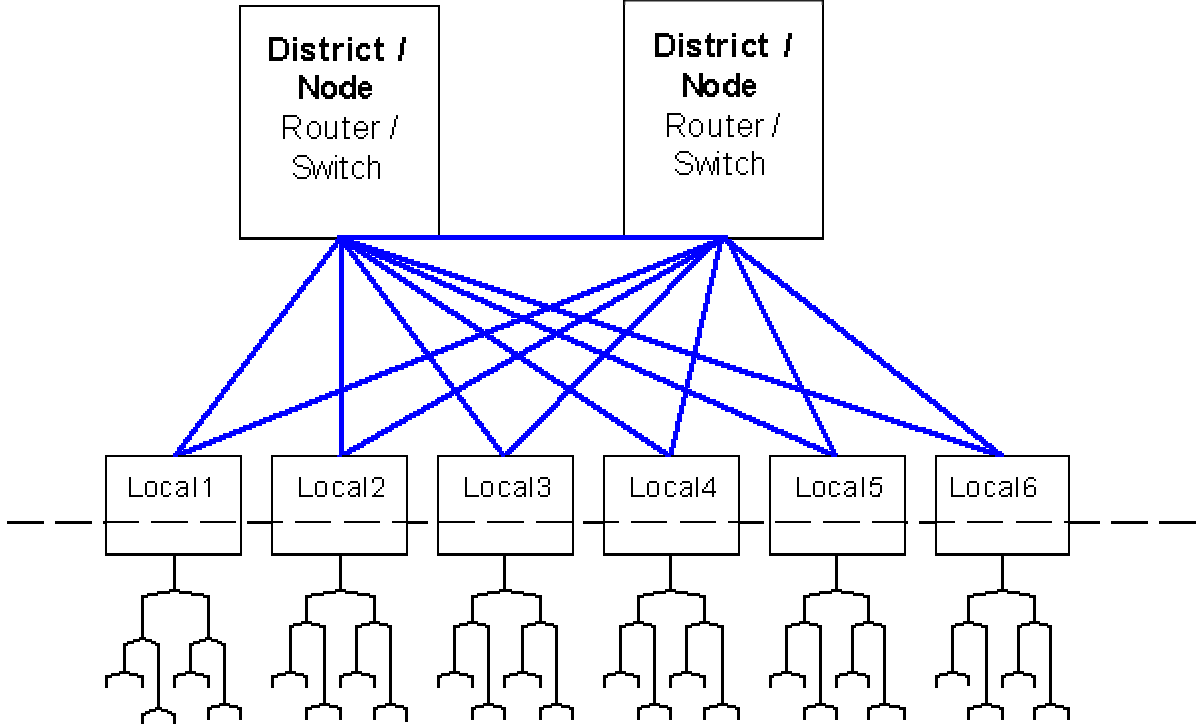 District /
Node
Router /
Switch
District /
Node
Router /
Switch
Local1
Local2
Local3
Local4
Local5
Local6